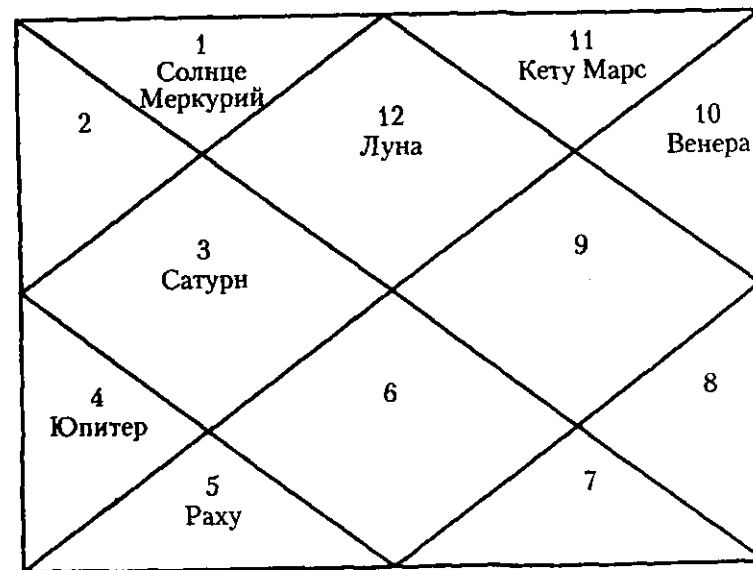 1
Солнце
Меркурий
11
Кету Марс
2
12
Луна
10
Венера
3
Сатурн
9
4
Юпитер
6
8
5
Раху
7